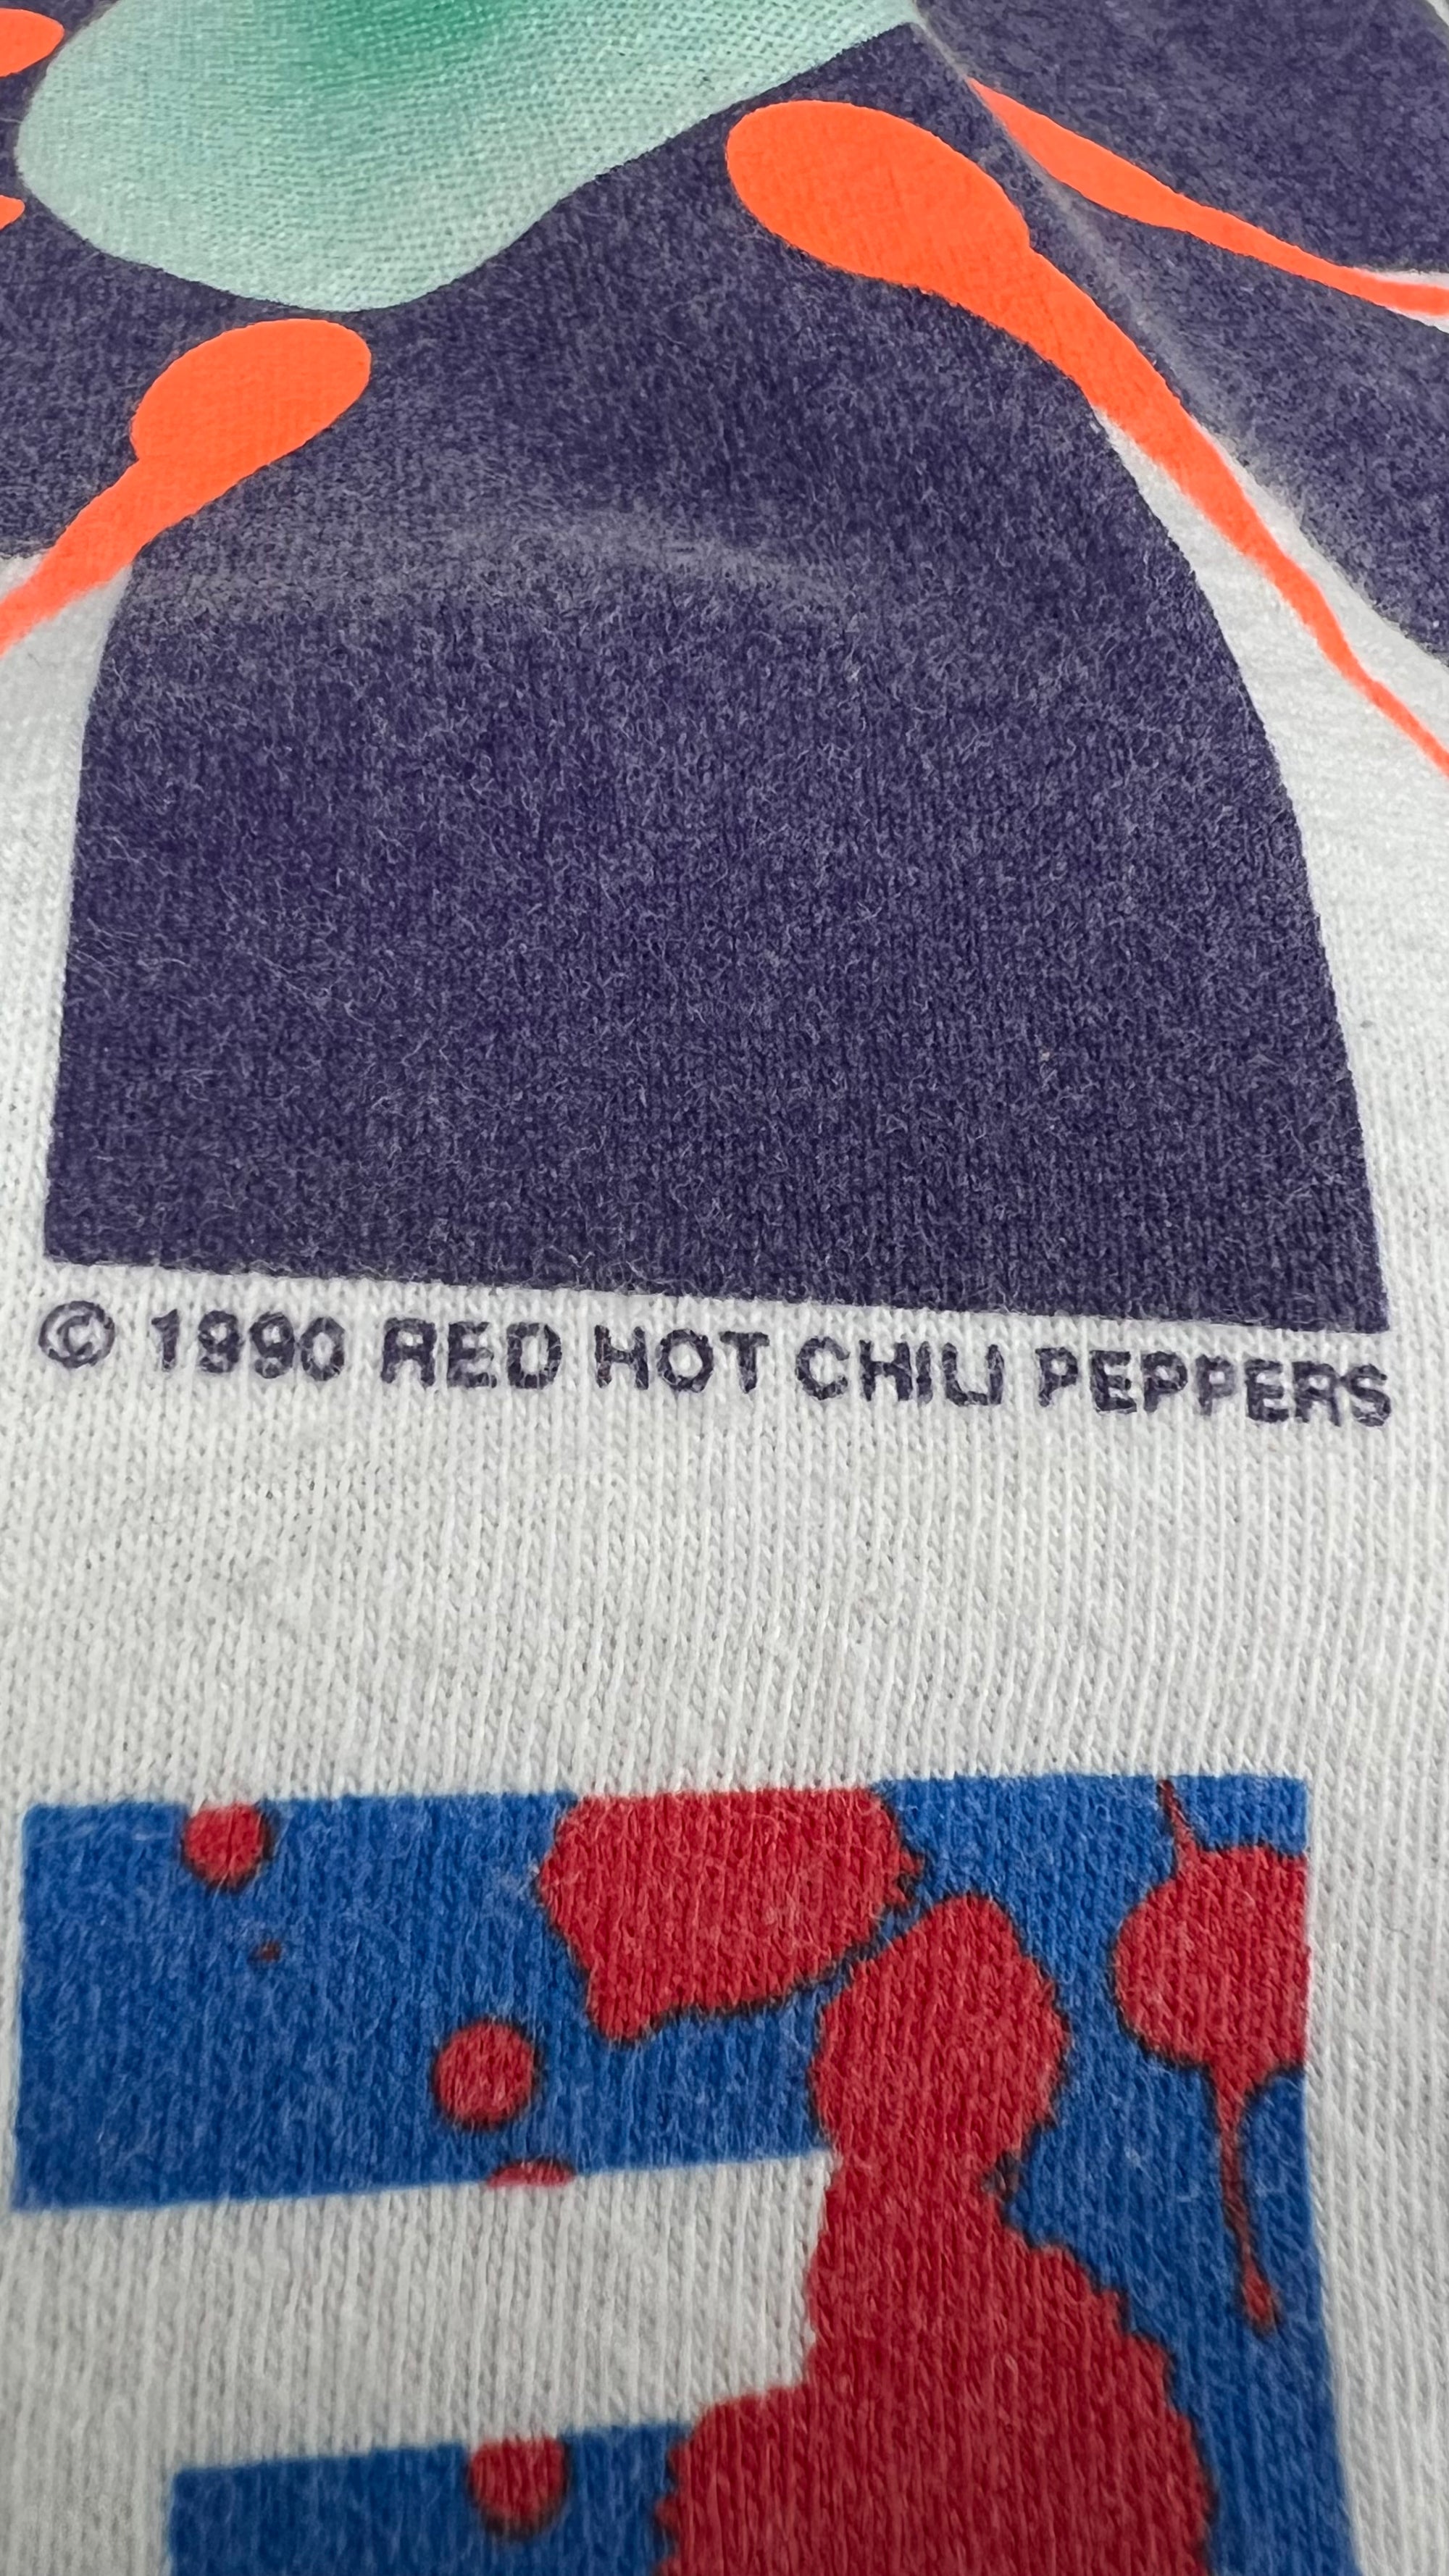 © 1990 RED HOT CHILI PEPPERS